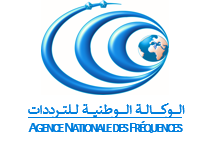 الوكالة الوطنية للترددات
AGENCE NATIONALE DES FRÉQUENCES